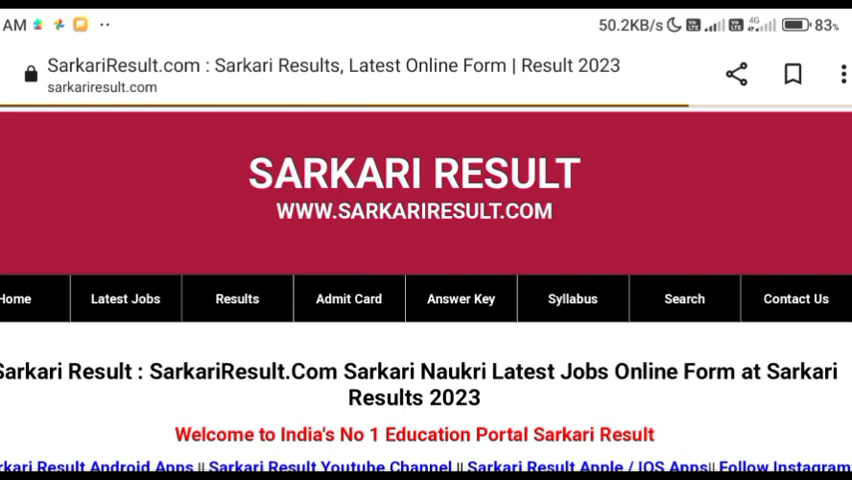 AM 50.2KB/s 4G 83%
SarkariResult.com : Sarkari Results, Latest Online Form | Result 2023
sarkariresult.com
SARKARI RESULT
WWW.SARKARIRESULT.COM
Home Latest Jobs Results Admit Card Answer Key Syllabus Search Contact Us
Sarkari Result : SarkariResult.Com Sarkari Naukri Latest Jobs Online Form at Sarkari
Results 2023
Welcome to India's No 1 Education Portal Sarkari Result
rkari Result Android Apps || Sarkari Result Youtube Channel || Sarkari Result Apple / IOS Apps|| Follow Instagram